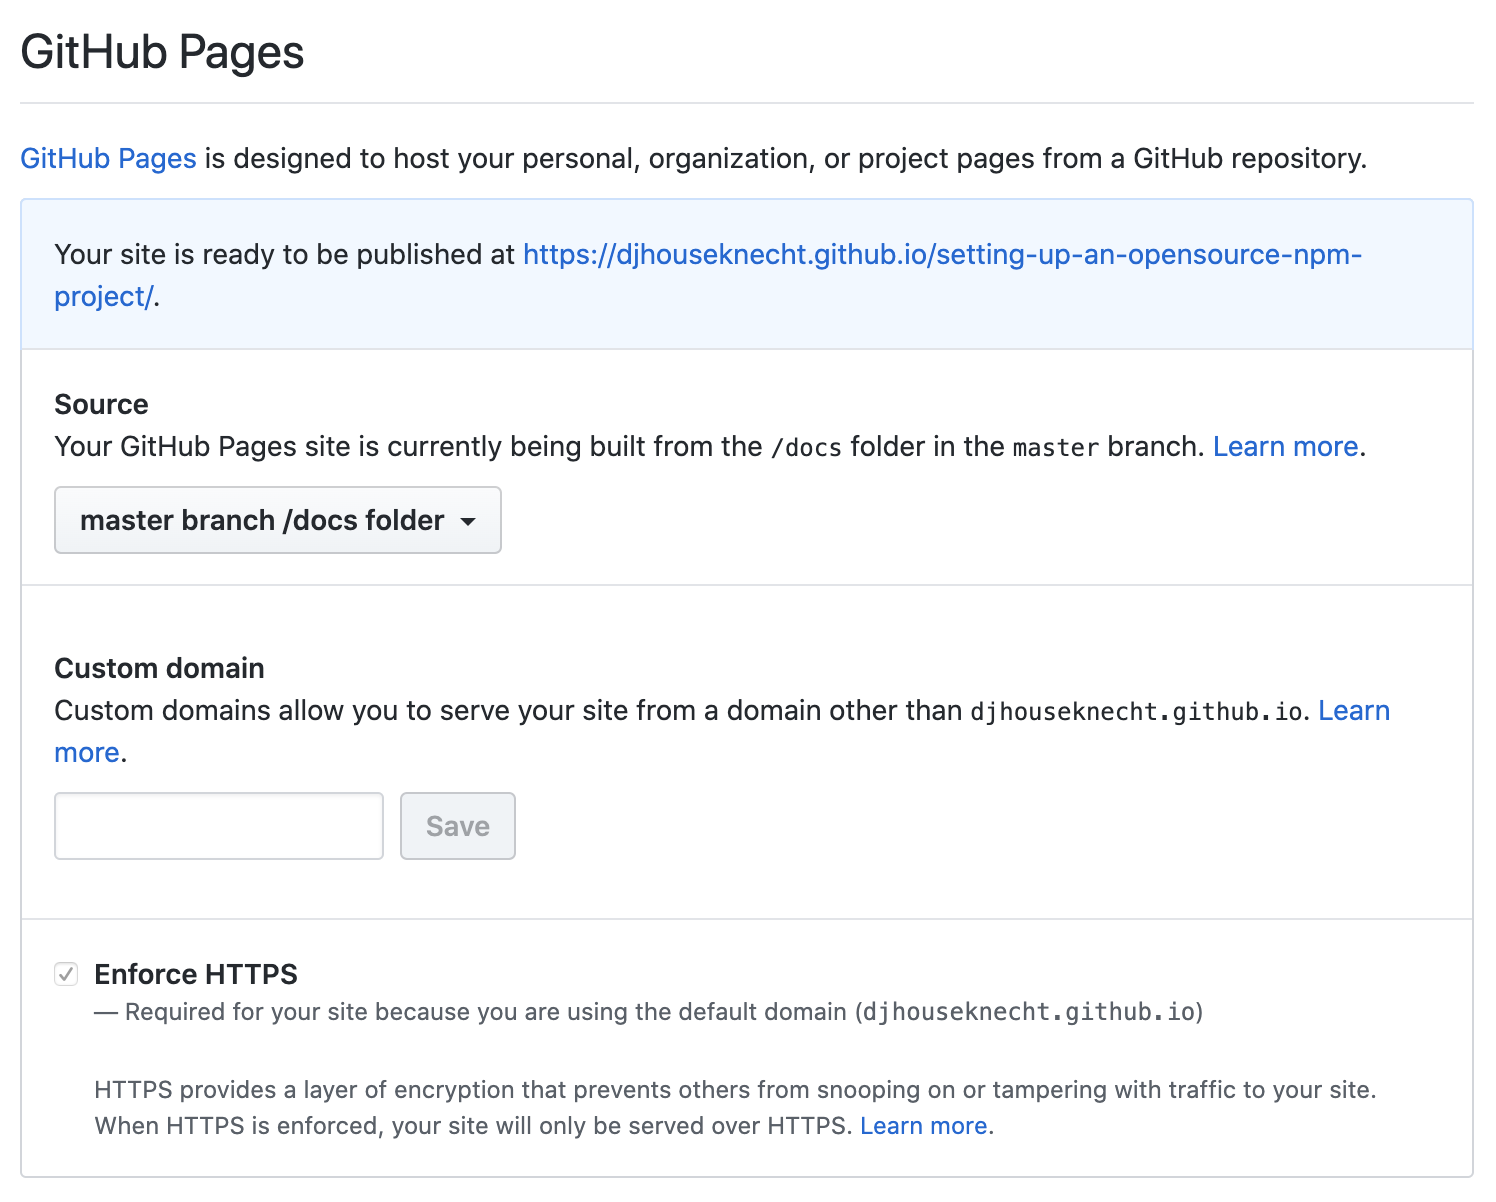 GitHub Pages
GitHub Pages is designed to host your personal, organization, or project pages from a GitHub repository.
Your site is ready to be published at https://djhouseknecht.github.io/setting-up-an-opensource-npm-
project/.
Source
Your GitHub Pages site is currently being built from the /docs folder in the master branch. Learn more.
master branch /docs folder
Custom domain
Custom domains allow you to serve your site from a domain other than djhouseknecht.github.io. Learn
more.
Save
Enforce HTTPS
— Required for your site because you are using the default domain (djhouseknecht.github.io)
HTTPS provides a layer of encryption that prevents others from snooping on or tampering with traffic to your site.
When HTTPS is enforced, your site will only be served over HTTPS. Learn more.